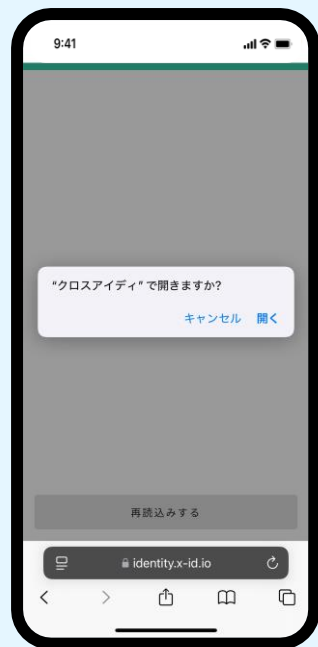 9:41
“クロスアイディ” で開きますか?
キャンセル 開く
再読込みする
identity.x-id.io